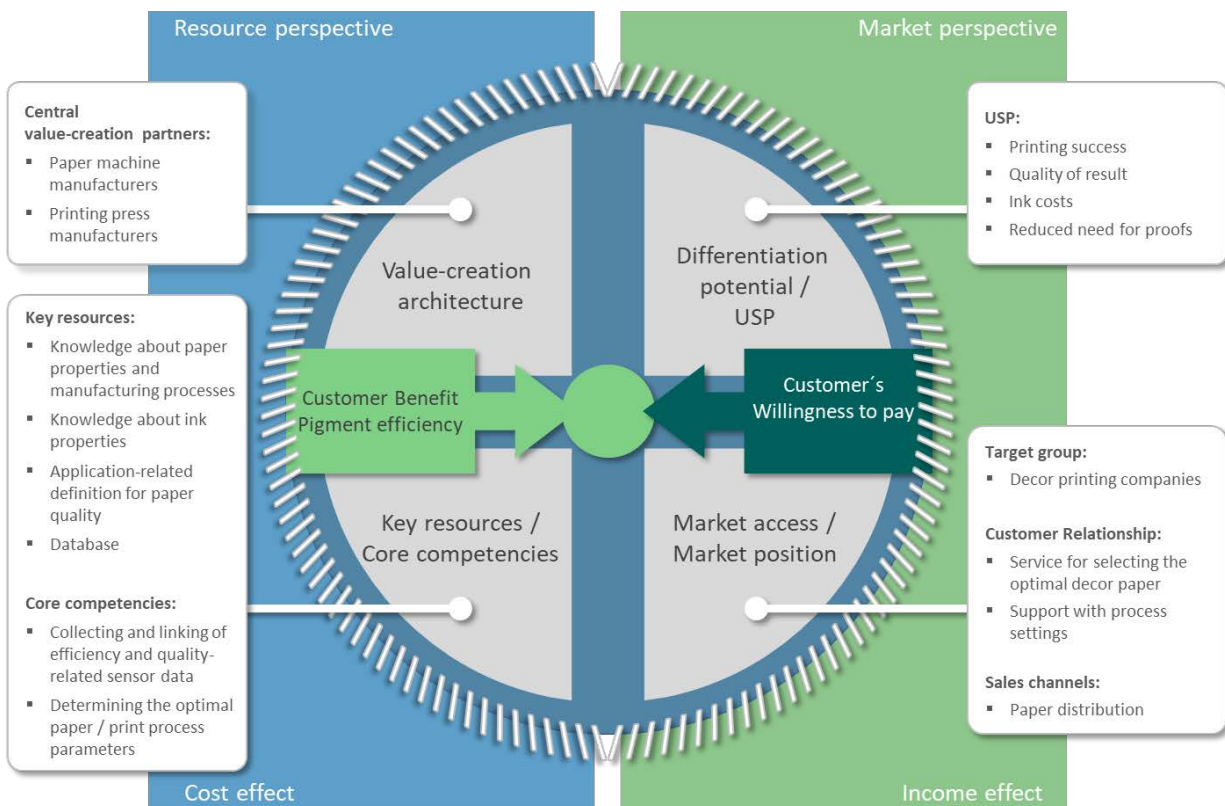 Resource perspective
Market perspective
Central
value-creation partners:
▪ Paper machine
manufacturers
▪ Printing press
manufacturers
USP:
▪ Printing success
▪ Quality of result
▪ Ink costs
▪ Reduced need for proofs
Value-creation
architecture
Differentiation
potential /
USP
Key resources:
▪ Knowledge about paper
properties and
manufacturing processes
▪ Knowledge about ink
properties
▪ Application-related
definition for paper
quality
▪ Database
Core competencies:
▪ Collecting and linking of
efficiency and quality-
related sensor data
▪ Determining the optimal
paper / print process
parameters
Customer Benefit
Pigment efficiency
Customer´s
Willingness to pay
Key resources /
Core competencies
Market access /
Market position
Target group:
▪ Decor printing companies
Customer Relationship:
▪ Service for selecting the
optimal decor paper
▪ Support with process
settings
Sales channels:
▪ Paper distribution
Cost effect
Income effect